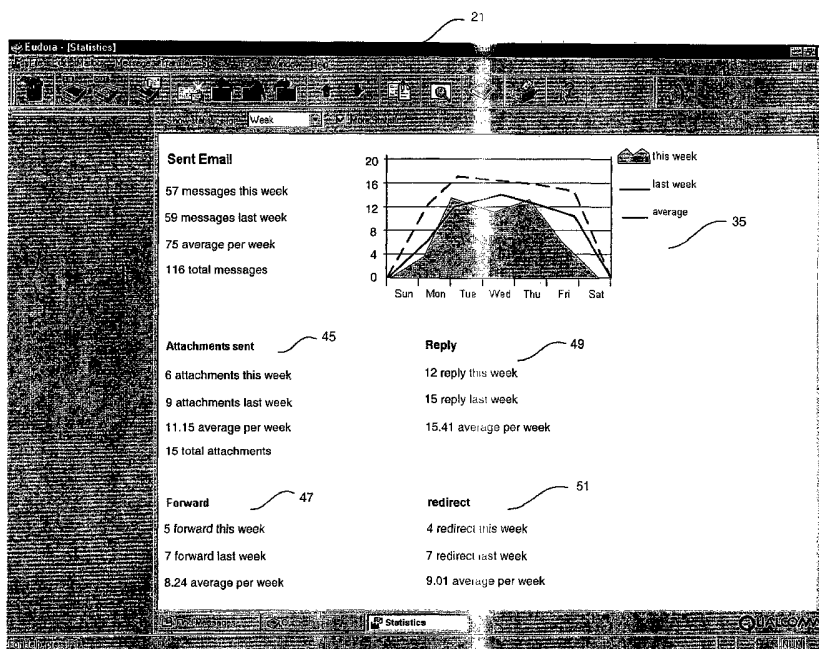 21
Eudora - [Statistics]
Week
Sent Email
57 messages this week
59 messages last week
75 average per week
116 total messages
20
16
12
8
4
0
Sun Mon Tue Wed Thu Fri Sat
this week
last week
average
35
Attachments sent
45
6 attachments this week
9 attachments last week
11.15 average per week
15 total attachments
Reply
49
12 reply this week
15 reply last week
15.41 average per week
Forward
47
5 forward this week
7 forward last week
8.24 average per week
redirect
51
4 redirect this week
7 redirect last week
9.01 average per week
Statistics
QUALCOMM